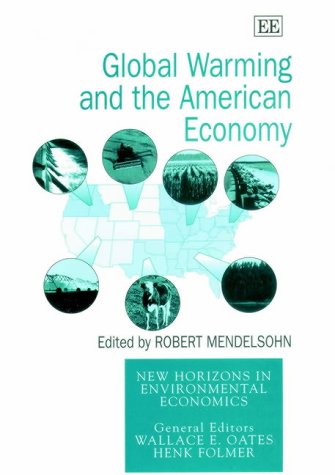 EE
Global Warming
and the American
Economy
Edited by ROBERT MENDELSOHN
NEW HORIZONS IN
ENVIRONMENTAL
ECONOMICS
General Editors
WALLACE E. OATES
HENK FOLMER